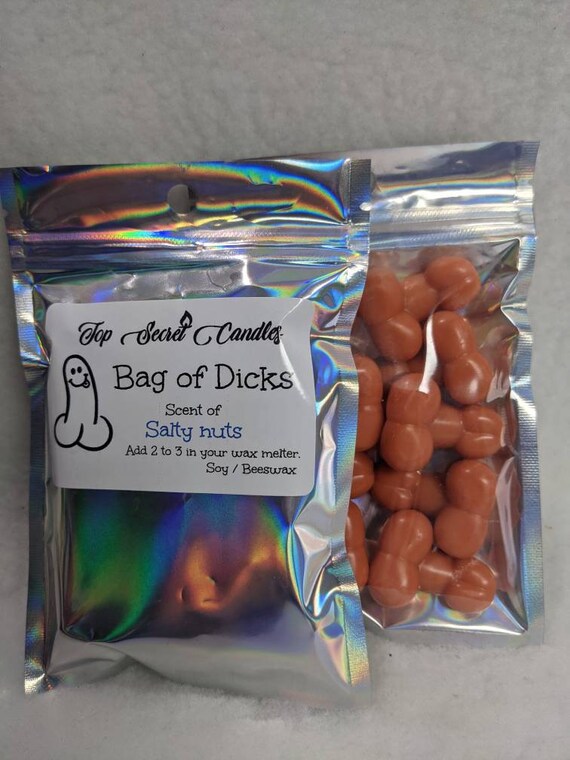 Top Secret Candles
Bag of Dicks
Scent of
Salty nuts
Add 2 to 3 in your wax melter.
Soy / Beeswax